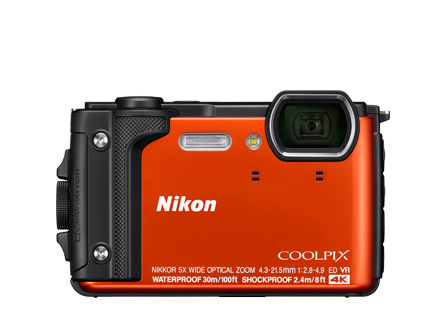 Nikon
COOLPIX
NIKKOR 5X WIDE OPTICAL ZOOM 4.3-21.5mm 1:2.8-4.9 ED VR
WATERPROOF 30m/100ft SHOCKPROOF 2.4m/8ft 4K